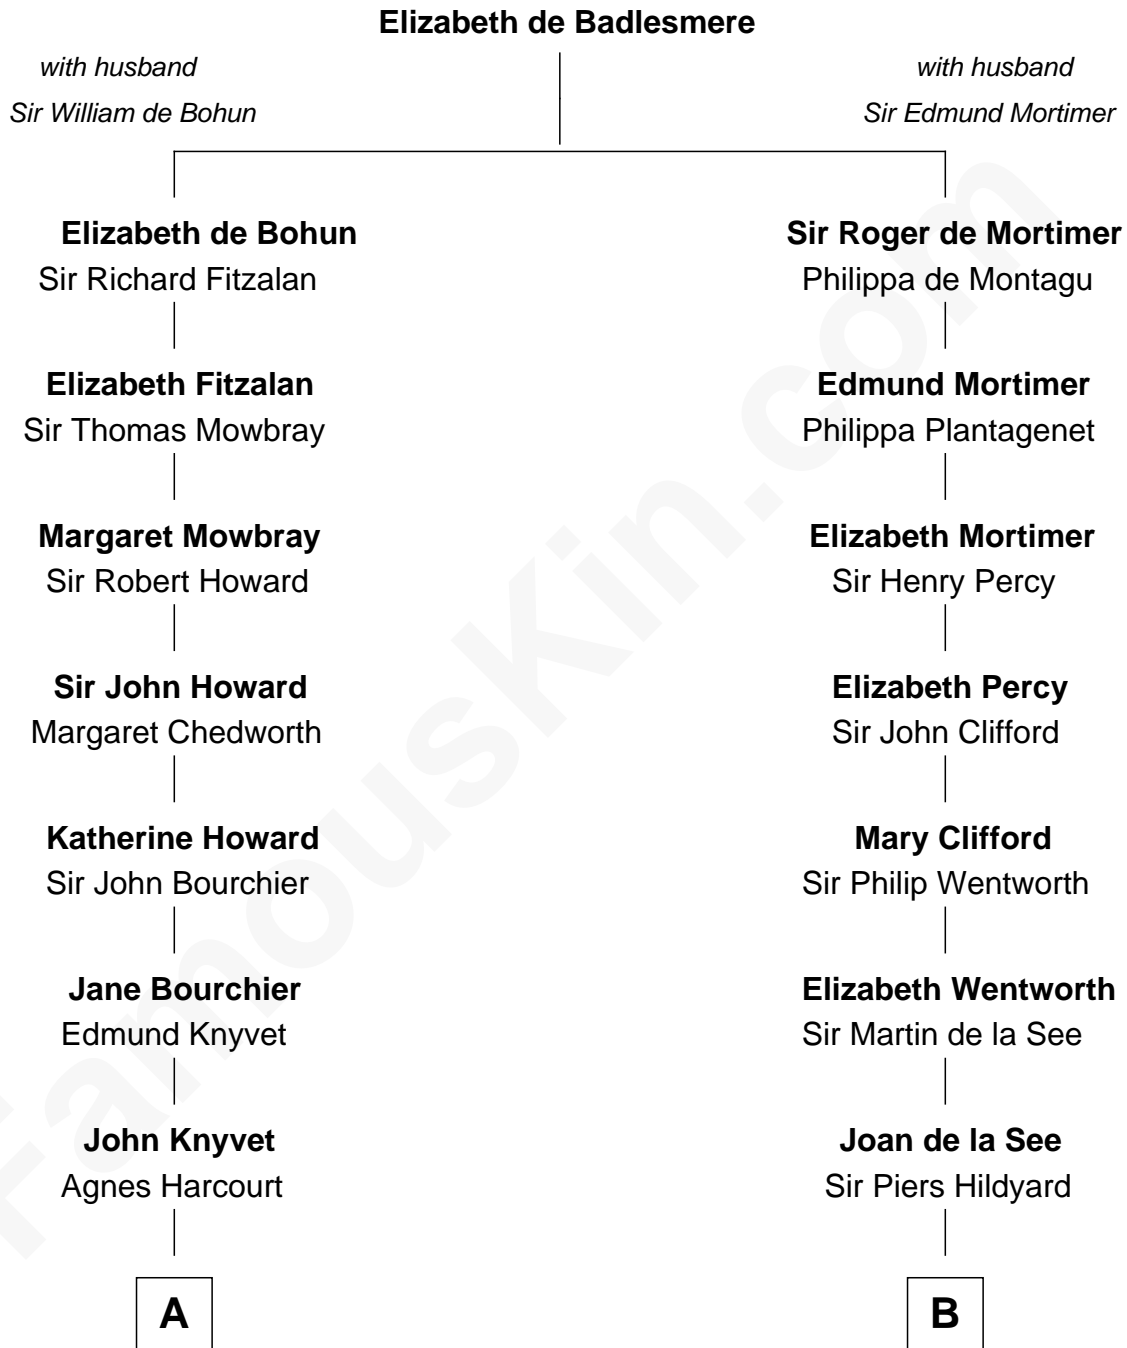 Elizabeth de Badlesmere
with husband
Sir William de Bohun
with husband
Sir Edmund Mortimer
Elizabeth de Bohun
Sir Richard Fitzalan
Sir Roger de Mortimer
Philippa de Montagu
Elizabeth Fitzalan
Sir Thomas Mowbray
Edmund Mortimer
Philippa Plantagenet
Margaret Mowbray
Sir Robert Howard
Elizabeth Mortimer
Sir Henry Percy
Sir John Howard
Margaret Chedworth
Elizabeth Percy
Sir John Clifford
Katherine Howard
Sir John Bourchier
Mary Clifford
Sir Philip Wentworth
Jane Bourchier
Edmund Knyvet
Elizabeth Wentworth
Sir Martin de la See
John Knyvet
Agnes Harcourt
Joan de la See
Sir Piers Hildyard
A
B
FamousKin.com